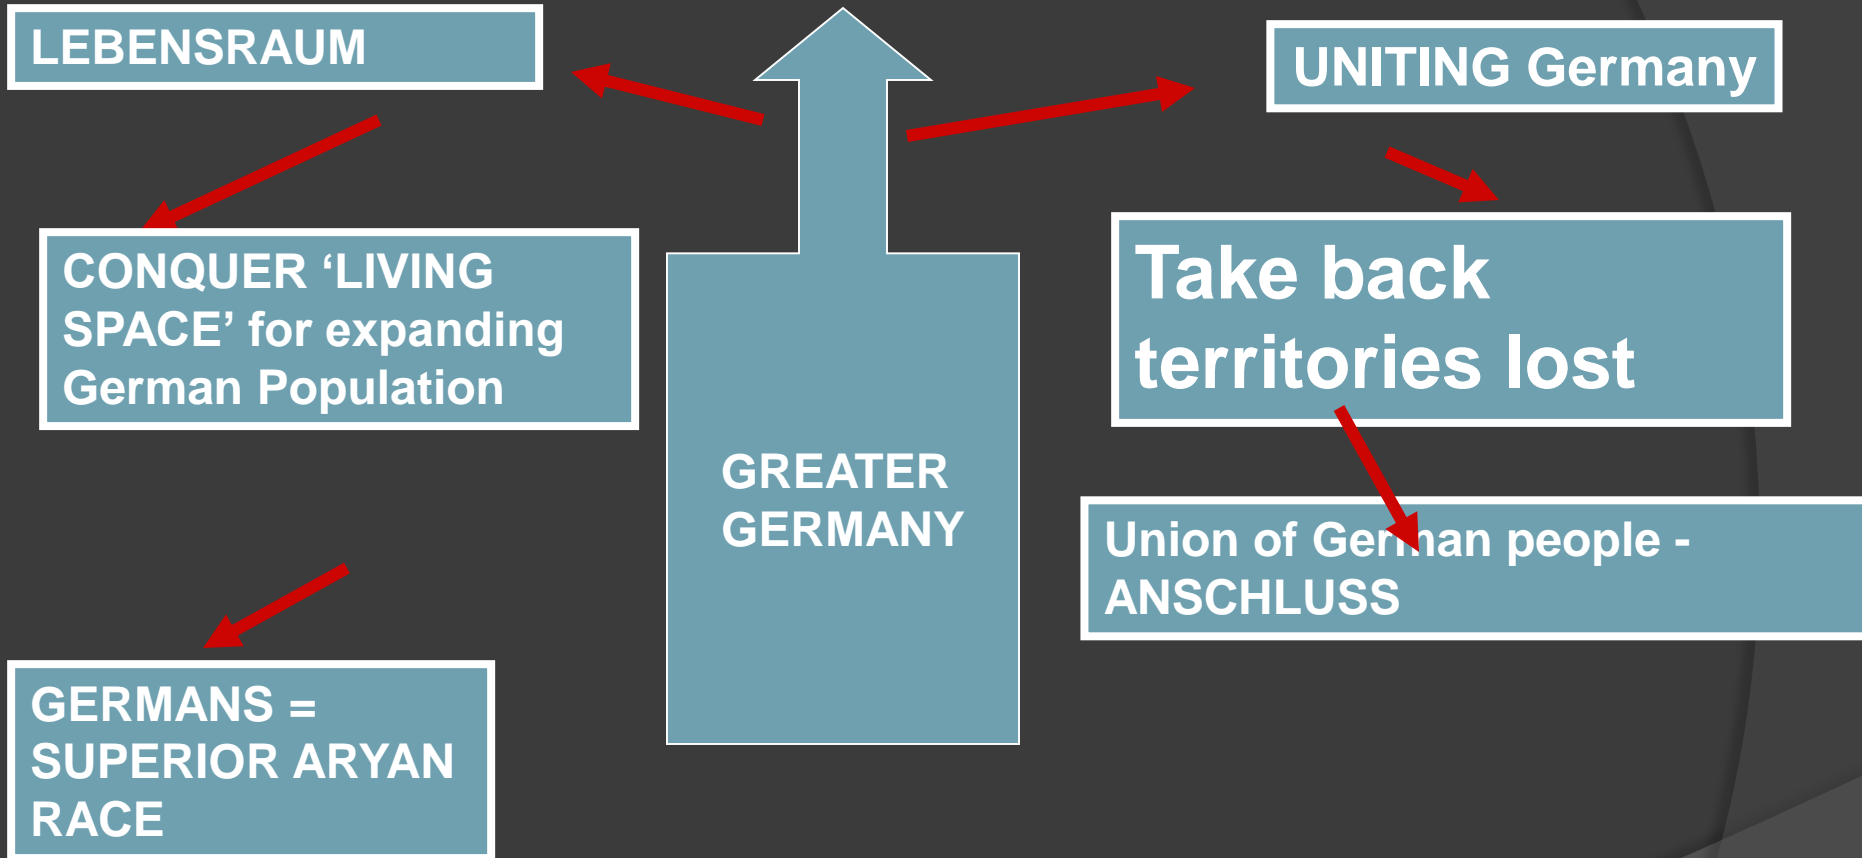 LEBENSRAUM
UNITING Germany
CONQUER ‘LIVING
SPACE’ for expanding
German Population
Take back
territories lost
GREATER
GERMANY
Union of German people -
ANSCHLUSS
GERMANS =
SUPERIOR ARYAN
RACE